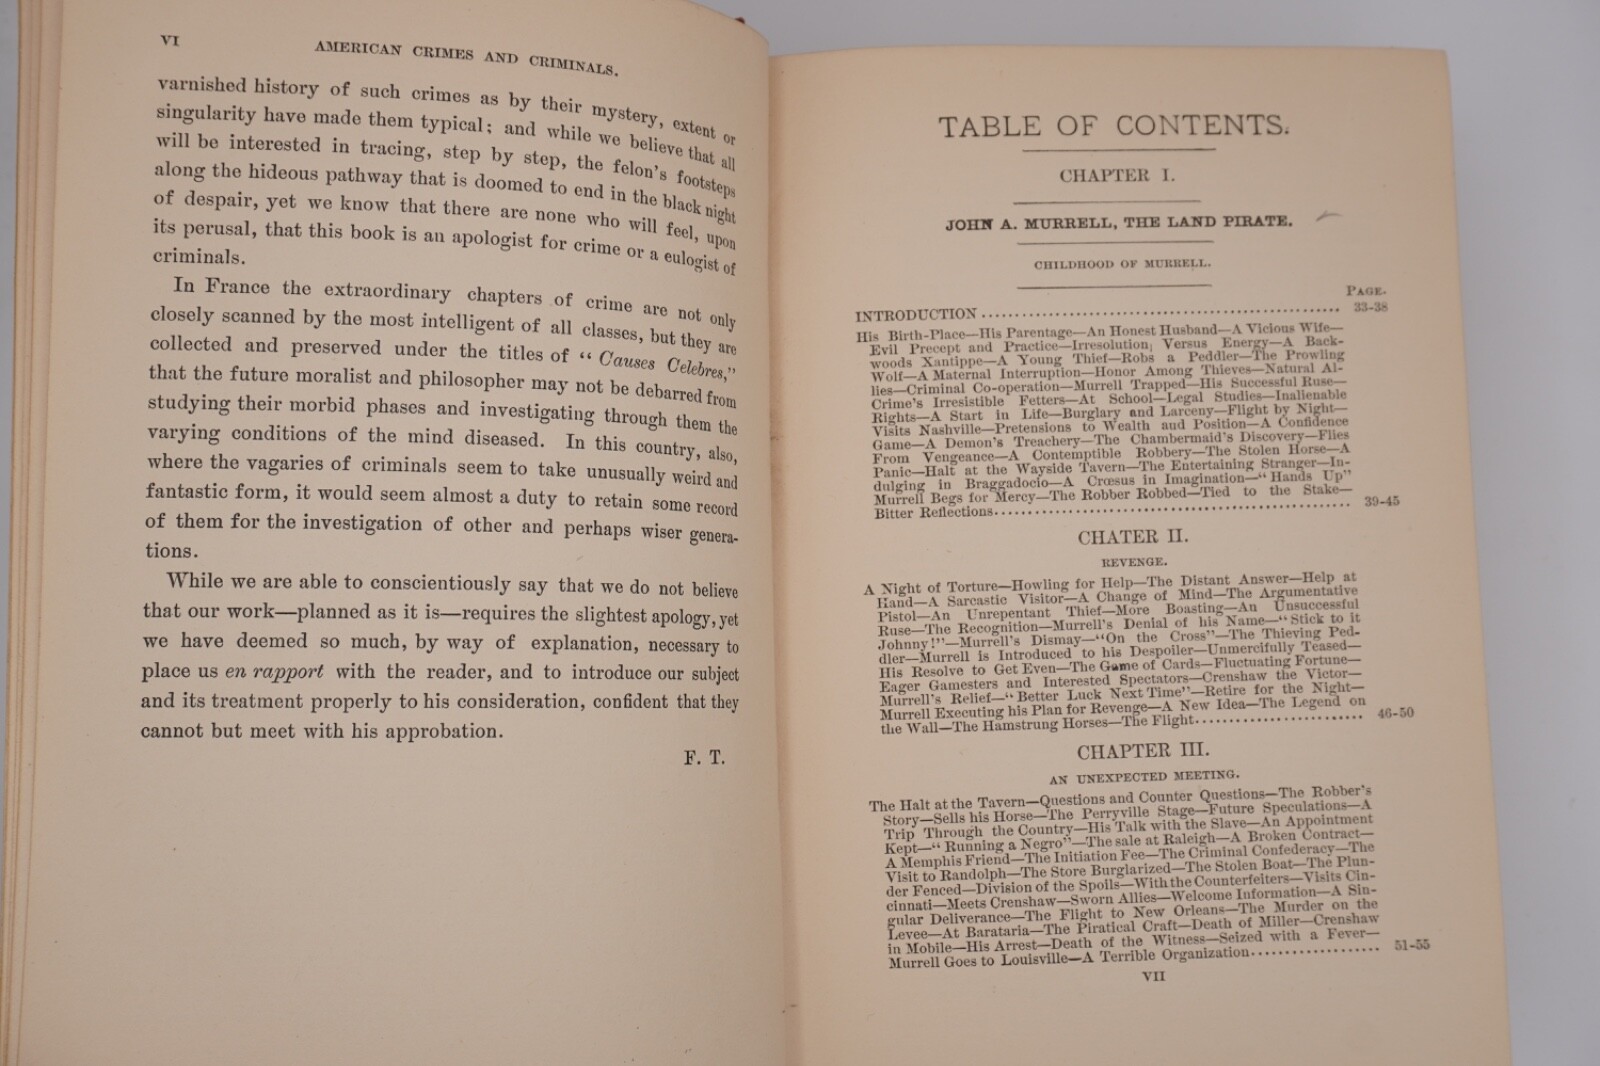 VI
AMERICAN CRIMES AND CRIMINALS.
varnished history of such crimes as by their mystery, extent or
singularity have made them typical; and while we believe that all
will be interested in tracing, step by step, the felon's footsteps
along the hideous pathway that is doomed to end in the black night
of despair, yet we know that there are none who will feel, upon
its perusal, that this book is an apologist for crime or a eulogist of
criminals.
In France the extraordinary chapters of crime are not only
closely scanned by the most intelligent of all classes, but they are
collected and preserved under the titles of "Causes Celebres,"
that the future moralist and philosopher may not be debarred from
studying their morbid phases and investigating through them the
varying conditions of the mind diseased. In this country, also,
where the vagaries of criminals seem to take unusually weird and
fantastic form, it would seem almost a duty to retain some record
of them for the investigation of other and perhaps wiser genera-
tions.
While we are able to conscientiously say that we do not believe
that our work—planned as it is—requires the slightest apology, yet
we have deemed so much, by way of explanation, necessary to
place us en rapport with the reader, and to introduce our subject
and its treatment properly to his consideration, confident that they
cannot but meet with his approbation.
F. T.
TABLE OF CONTENTS.
CHAPTER I.
JOHN A. MURRELL, THE LAND PIRATE.
CHILDHOOD OF MURRELL.
PAGE.
INTRODUCTION........ 33-38
His Birth-Place—His Parentage—An Honest Husband—A Vicious Wife—
Evil Precept and Practice—Irresolution; Versus Energy—A Back-
woods Xantippe—A Young Thief—Robs a Peddler—The Prowling
Wolf—A Maternal Interruption—Honor Among Thieves—Natural Al-
lies—Criminal Co-operation—Murrell Trapped—His Successful Ruse—
Crime's Irresistible Fetters—At School—Legal Studies—Inalienable
Rights—A Start in Life—Burglary and Larceny—Flight by Night—
Visits Nashville—Pretensions to Wealth and Position—A Confidence
Game—A Demon's Treachery—The Chambermaid's Discovery—Flies
From Vengeance—A Contemptible Robbery—The Stolen Horse—A
Panic—Halt at the Wayside Tavern—The Entertaining Stranger—In-
dulging in Braggadocio—A Crœsus in Imagination—"Hands Up"
Murrell Begs for Mercy—The Robber Robbed—Tied to the Stake—
Bitter Reflections........ 39-45
CHATER II.
REVENGE.
A Night of Torture—Howling for Help—The Distant Answer—Help at
Hand—A Sarcastic Visitor—A Change of Mind—The Argumentative
Pistol—An Unrepentant Thief—More Boasting—An Unsuccessful
Ruse—The Recognition—Murrell's Denial of his Name—"Stick to it
Johnny!"—Murrell's Dismay—"On the Cross"—The Thieving Ped-
dler—Murrell is Introduced to his Despoiler—Unmercifully Teased—
His Resolve to Get Even—The Game of Cards—Fluctuating Fortune—
Eager Gamesters and Interested Spectators—Crenshaw the Victor—
Murrell's Relief—"Better Luck Next Time"—Retire for the Night—
Murrell Executing his Plan for Revenge—A New Idea—The Legend on
the Wall—The Hamstrung Horses—The Flight........ 46-50
CHAPTER III.
AN UNEXPECTED MEETING.
The Halt at the Tavern—Questions and Counter Questions—The Robber's
Story—Sells his Horse—The Perryville Stage—Future Speculations—A
Trip Through the Country—His Talk with the Slave—An Appointment
Kept—"Running a Negro"—The sale at Raleigh—A Broken Contract—
A Memphis Friend—The Initiation Fee—The Criminal Confederacy—The
Visit to Randolph—The Store Burglarized—The Stolen Boat—The Plun-
der Fenced—Division of the Spoils—With the Counterfeiters—Visits Cin-
cinnati—Meets Crenshaw—Sworn Allies—Welcome Information—A Sin-
gular Deliverance—The Flight to New Orleans—The Murder on the
Levee—At Barataria—The Piratical Craft—Death of Miller—Crenshaw
in Mobile—His Arrest—Death of the Witness—Seized with a Fever—
Murrell Goes to Louisville—A Terrible Organization........ 51-55
VII